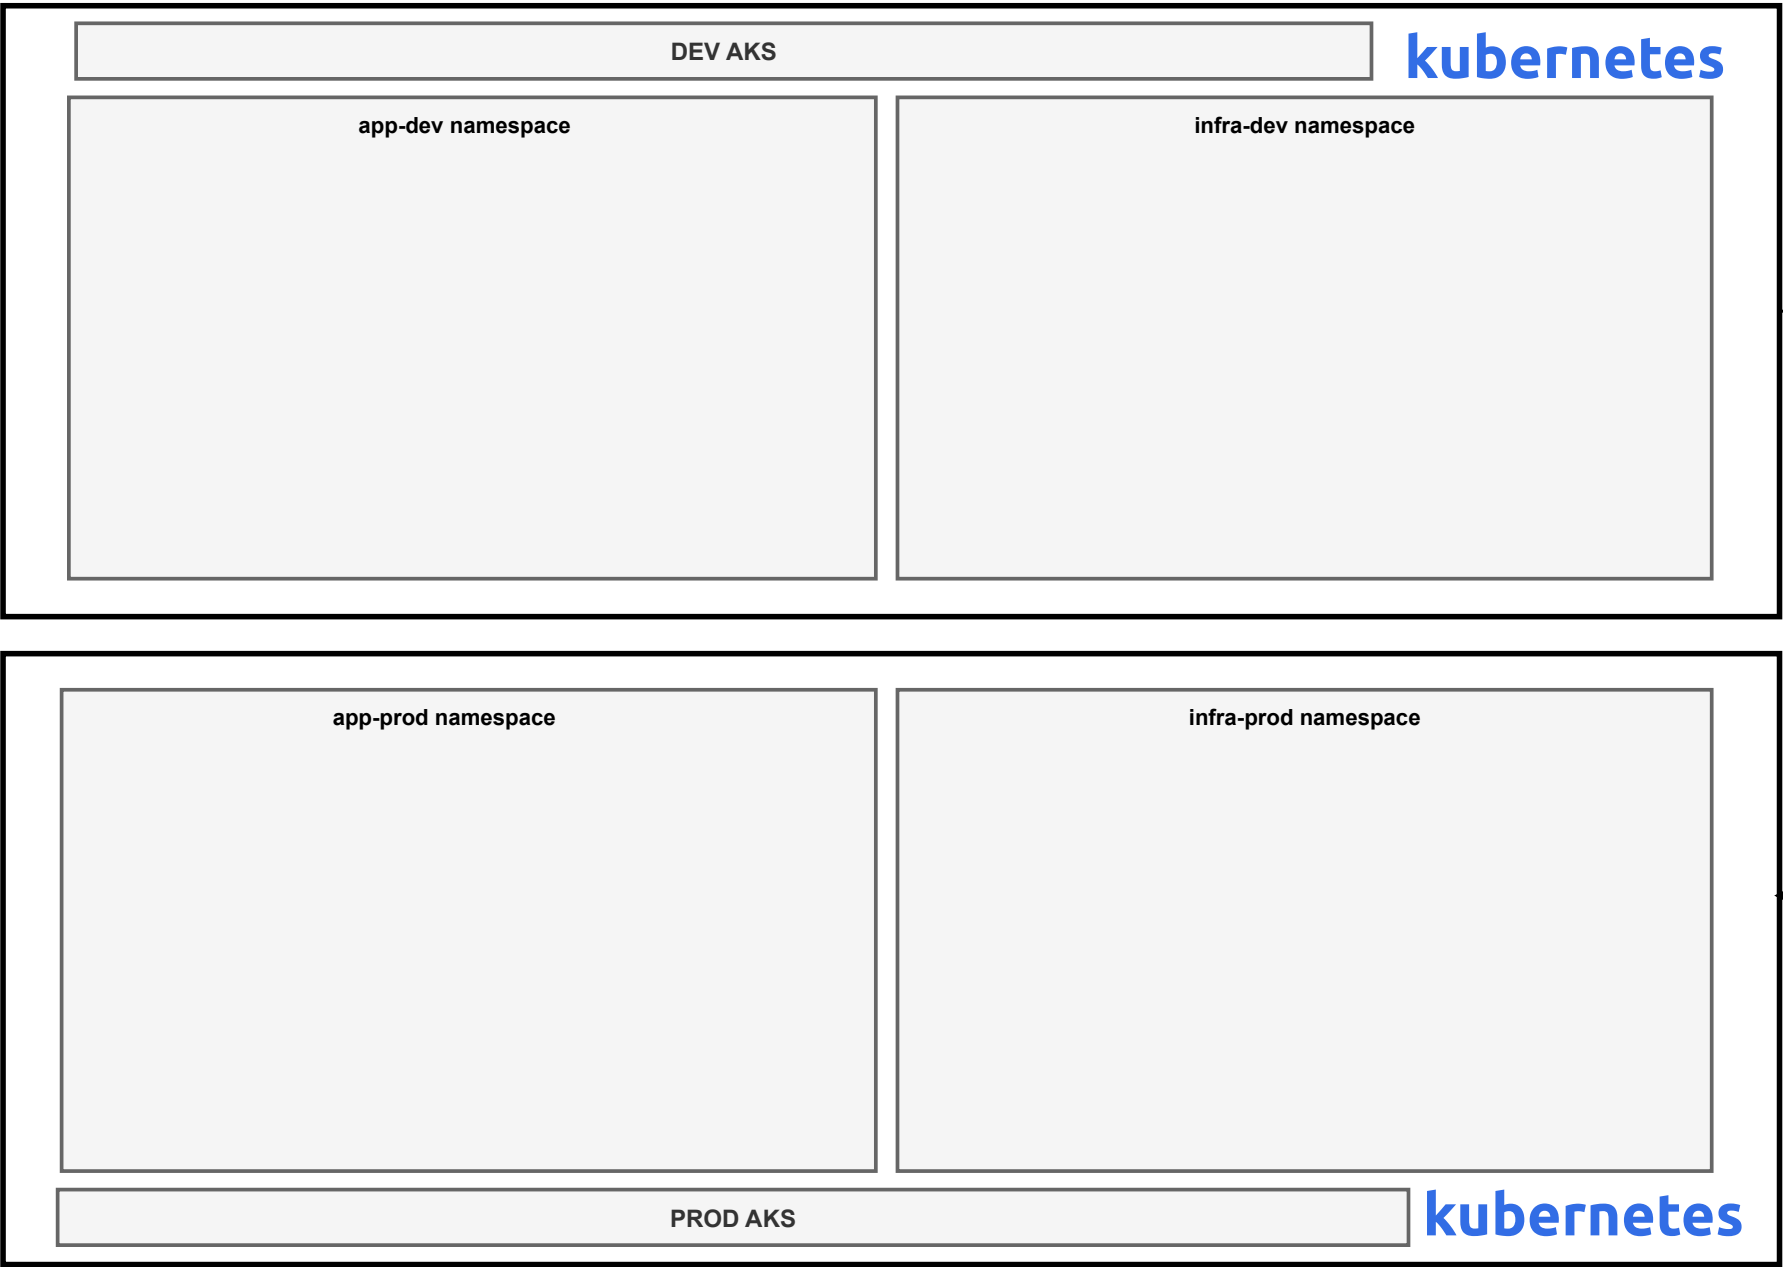 DEV AKS
kubernetes
app-dev namespace
infra-dev namespace
app-prod namespace
infra-prod namespace
PROD AKS
kubernetes